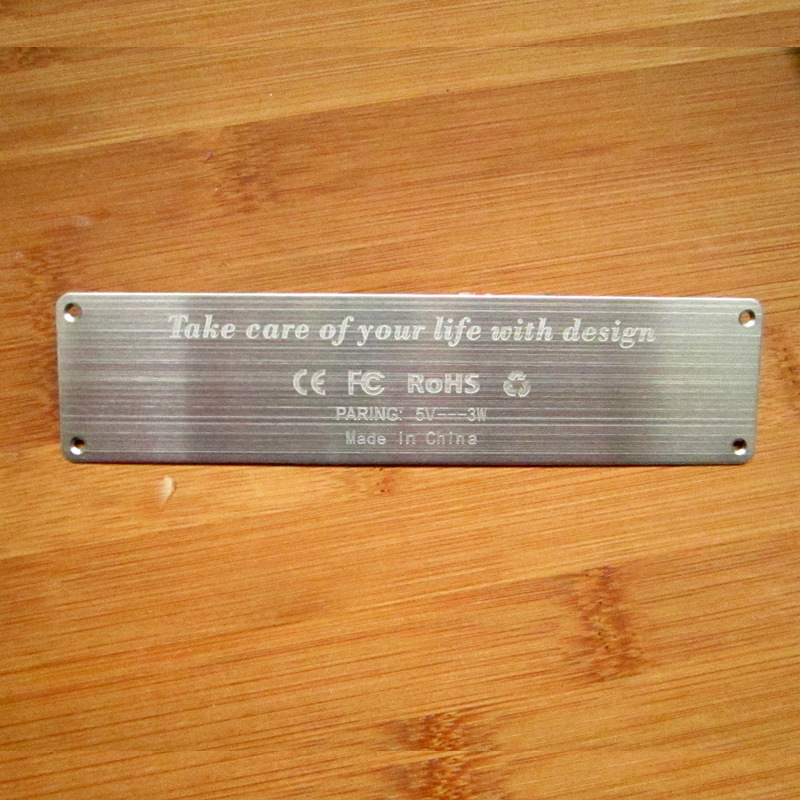 Take care of your life with design
CE FC RoHS
PARING: 5V---3W
Made in China